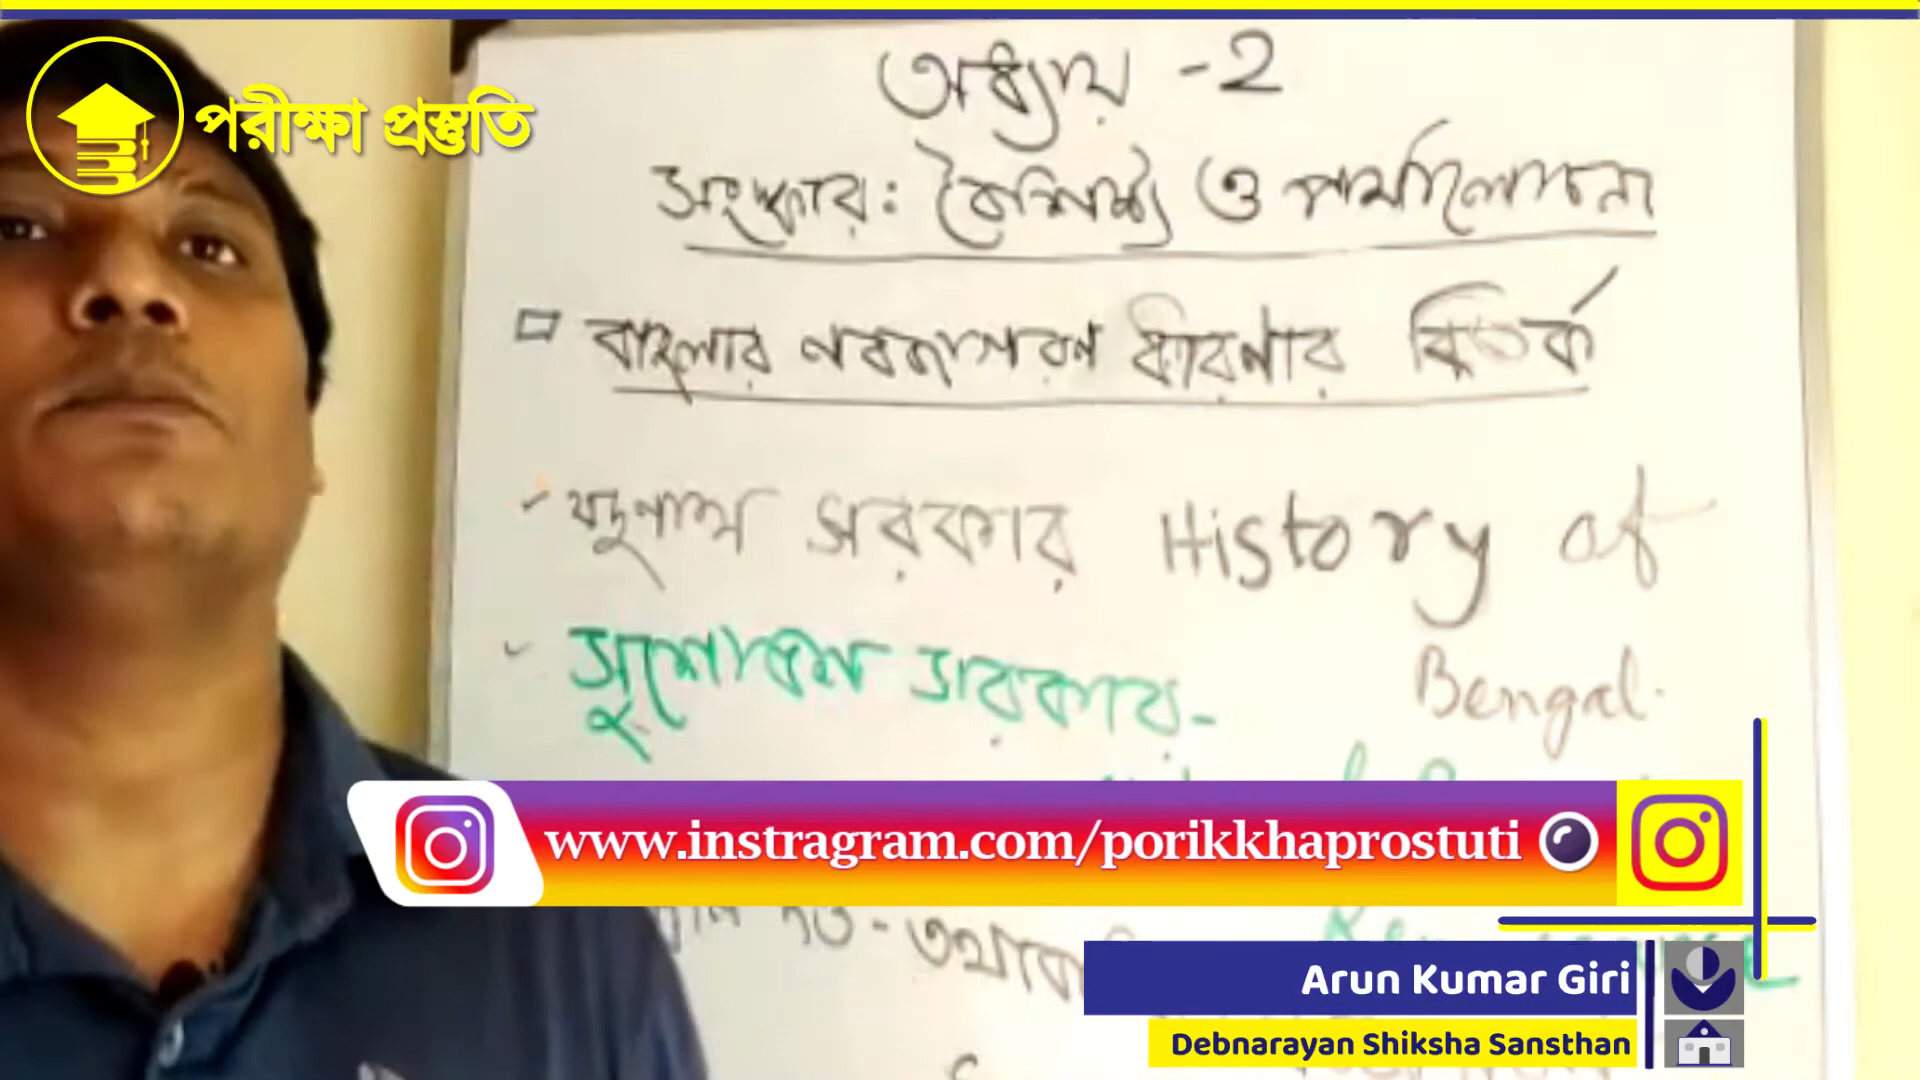 পরীক্ষা প্রস্তুতি
অধ্যায় -2
সংস্কার: বৈশিষ্ট্য ও পর্যালোচনা
বাংলার নবজাগরণ ধারণার বিতর্ক
যদুনাথ সরকার History of
Bengal.
সুশোভন সরকার-
www.instragram.com/porikkhaprostuti
Arun Kumar Giri
Debnarayan Shiksha Sansthan